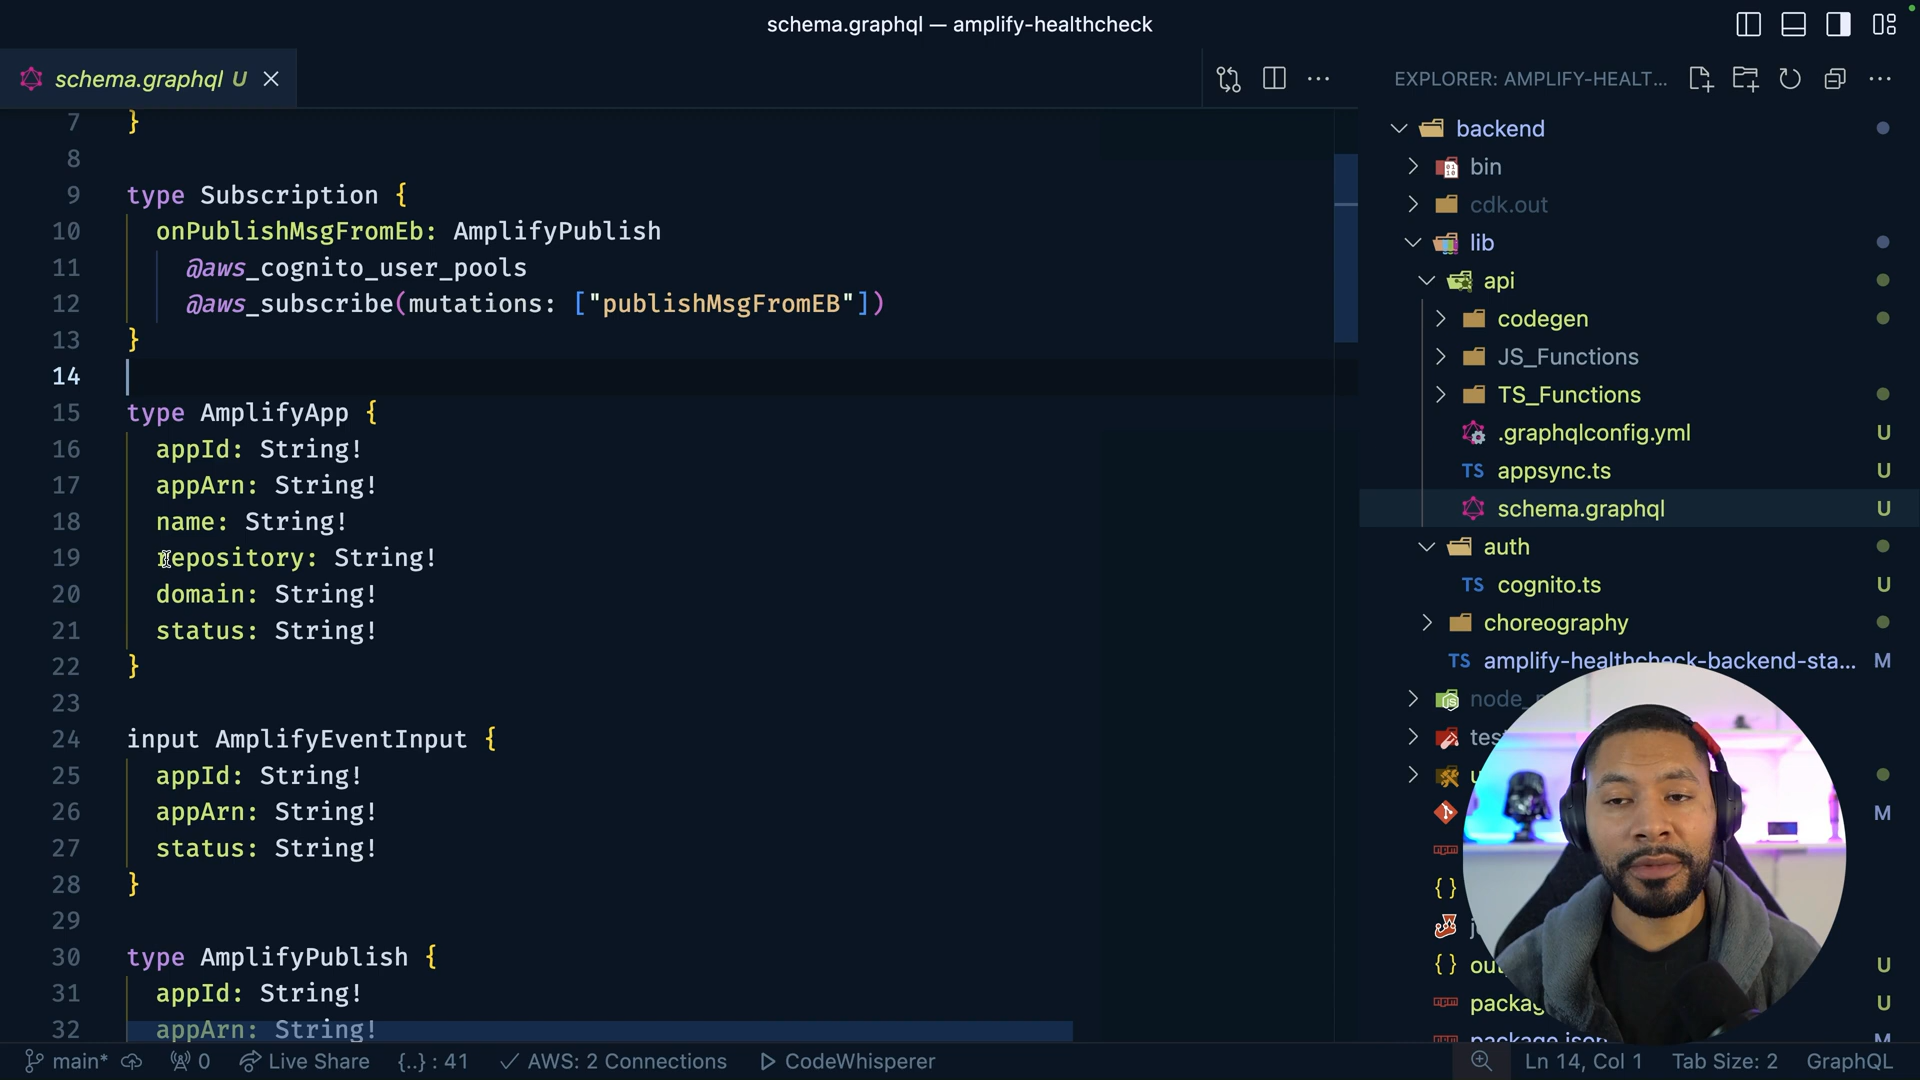 schema.graphql — amplify-healthcheck
schema.graphql U
EXPLORER: AMPLIFY-HEALT...
7 }
8
9 type Subscription {
10 onPublishMsgFromEb: AmplifyPublish
11 @aws_cognito_user_pools
12 @aws_subscribe(mutations: ["publishMsgFromEB"])
13 }
14
15 type AmplifyApp {
16 appId: String!
17 appArn: String!
18 name: String!
19 repository: String!
20 domain: String!
21 status: String!
22 }
23
24 input AmplifyEventInput {
25 appId: String!
26 appArn: String!
27 status: String!
28 }
29
30 type AmplifyPublish {
31 appId: String!
32 appArn: String!
backend
bin
cdk.out
lib
api
codegen
JS_Functions
TS_Functions
.graphqlconfig.yml U
TS appsync.ts U
schema.graphql U
auth
TS cognito.ts U
choreography
TS amplify-healthcheck-backend-sta... M
node_
tes
M
{ }
{ } out U
packag U
package.json M
main* 0 Live Share {..} : 41 AWS: 2 Connections CodeWhisperer Ln 14, Col 1 Tab Size: 2 GraphQL